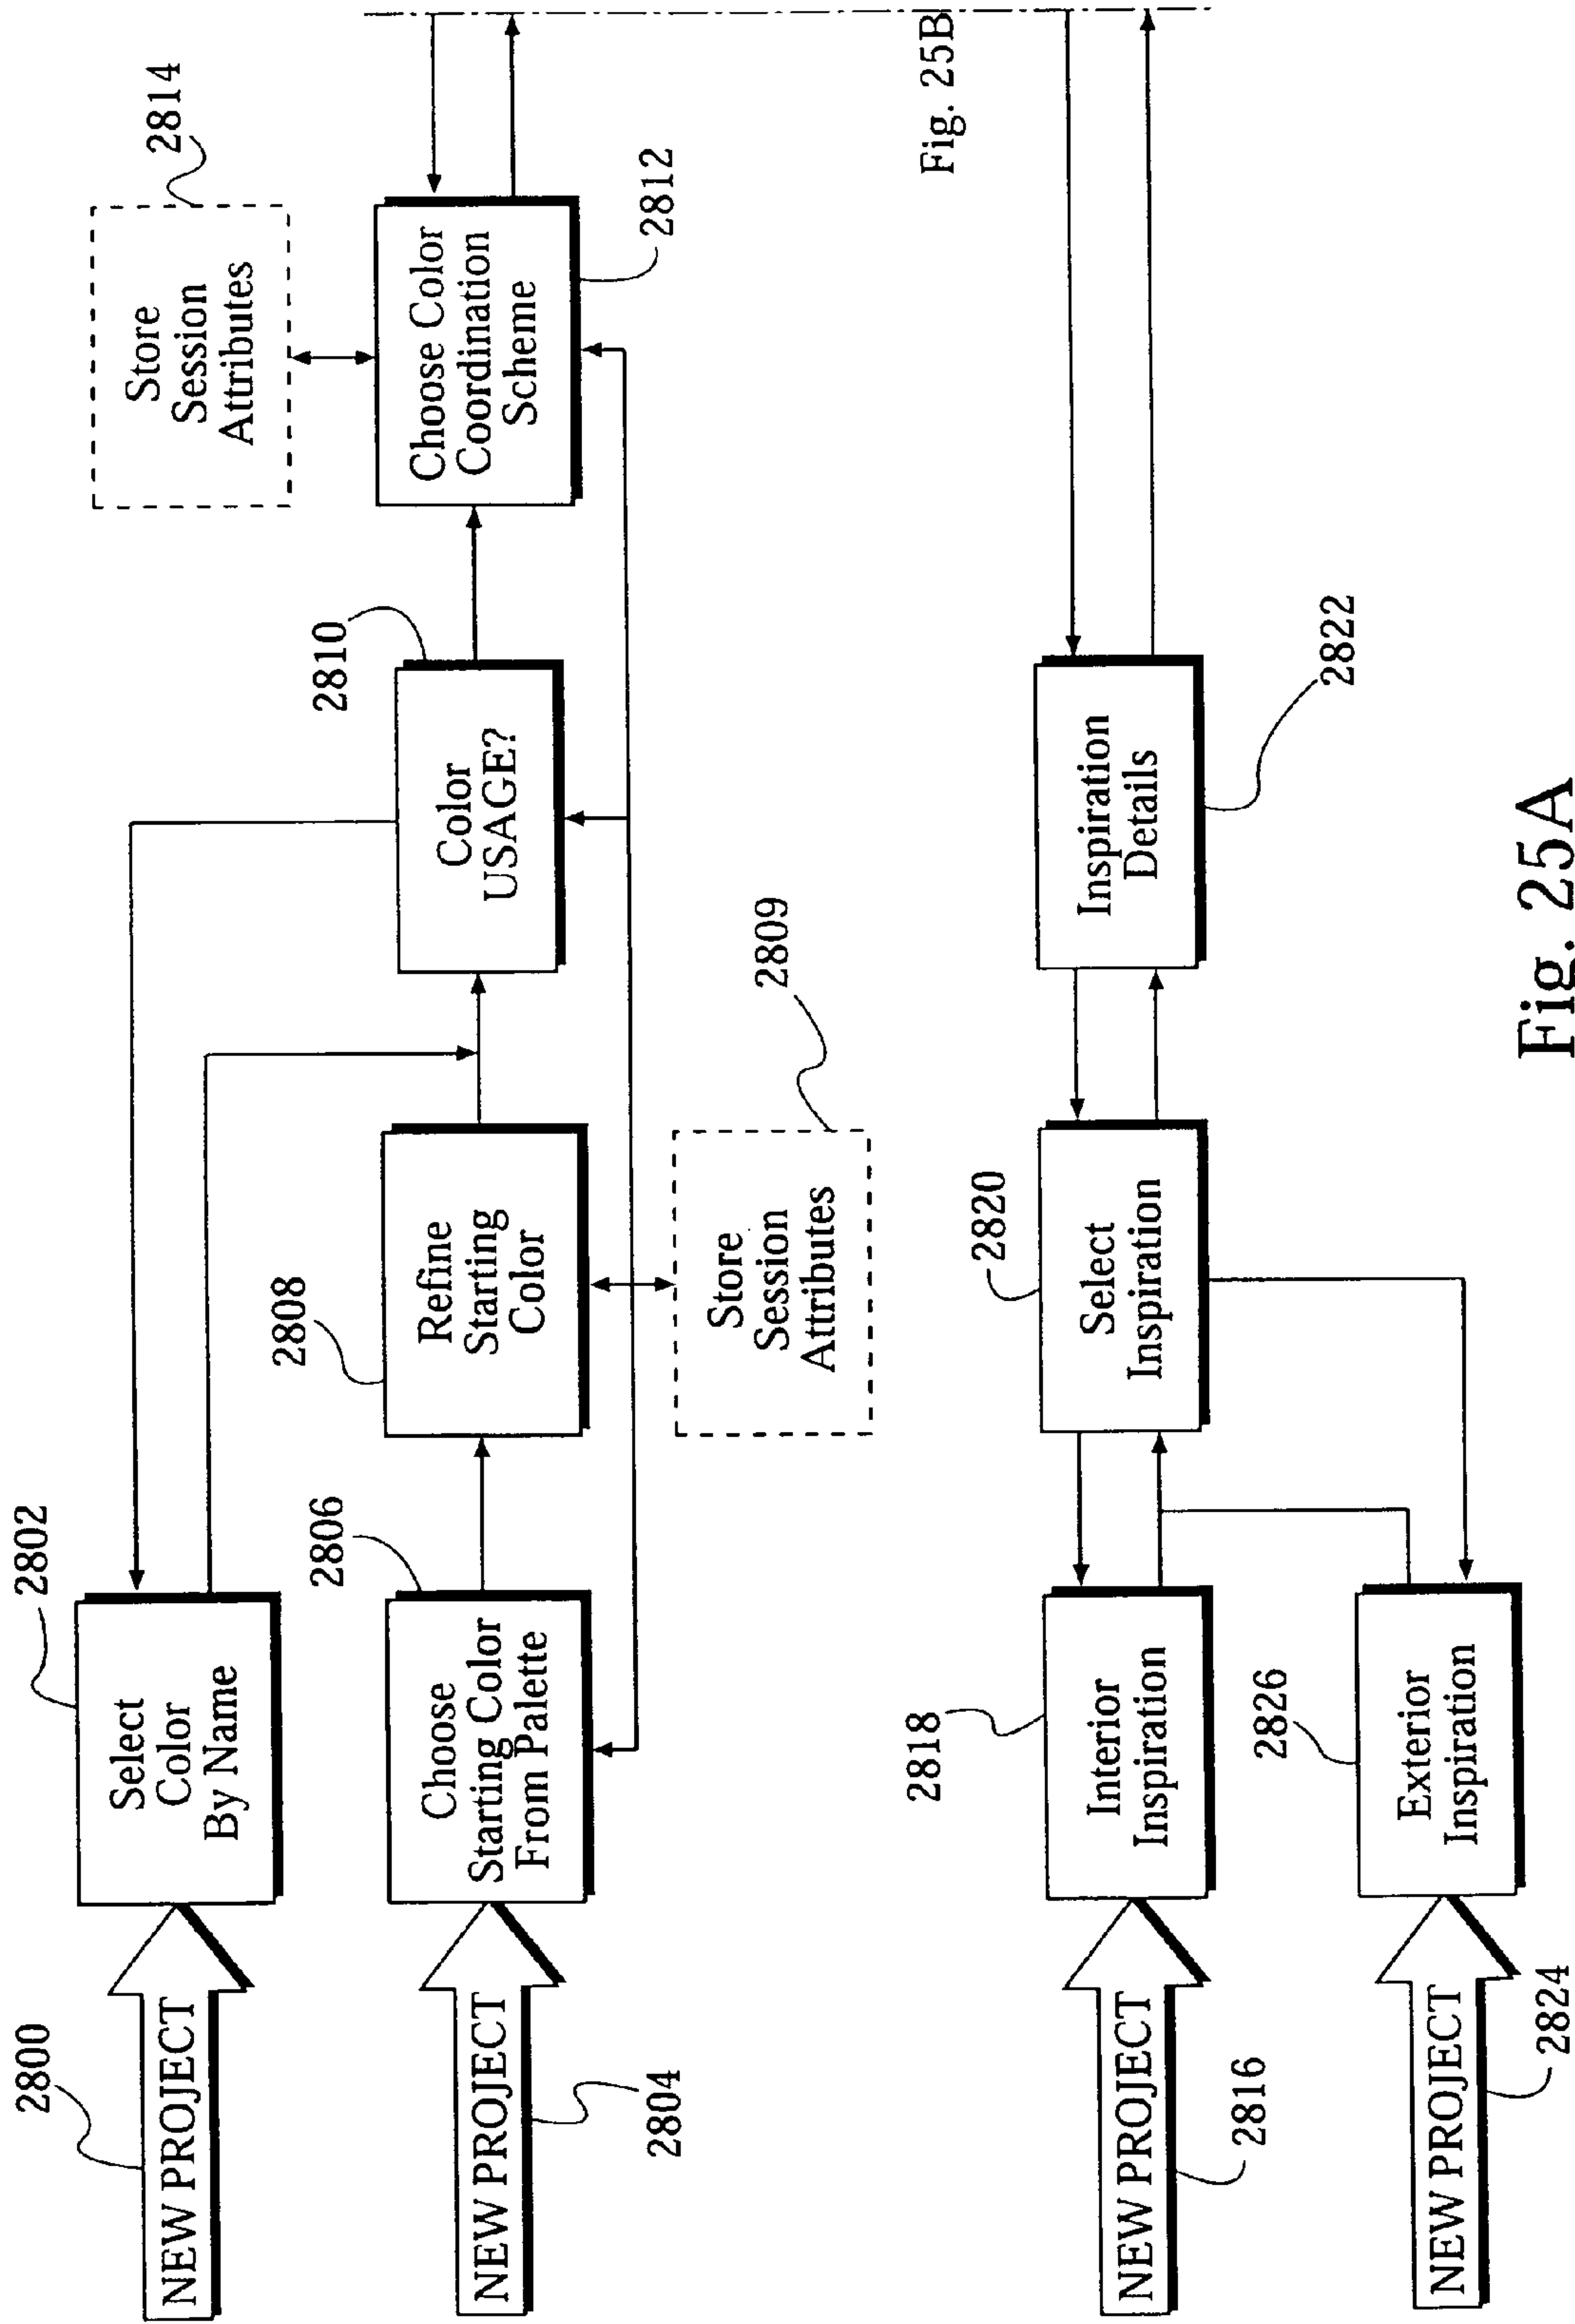 2800
NEW PROJECT
2802
Select
Color
By Name
2804
NEW PROJECT
2806
Choose
Starting Color
From Palette
2808
Refine
Starting
Color
2809
Store
Session
Attributes
2810
Color
USAGE?
2812
Choose Color
Coordination
Scheme
2814
Store
Session
Attributes
Fig. 25B
2816
NEW PROJECT
2818
Interior
Inspiration
2820
Select
Inspiration
2822
Inspiration
Details
2824
NEW PROJECT
2826
Exterior
Inspiration
Fig. 25A